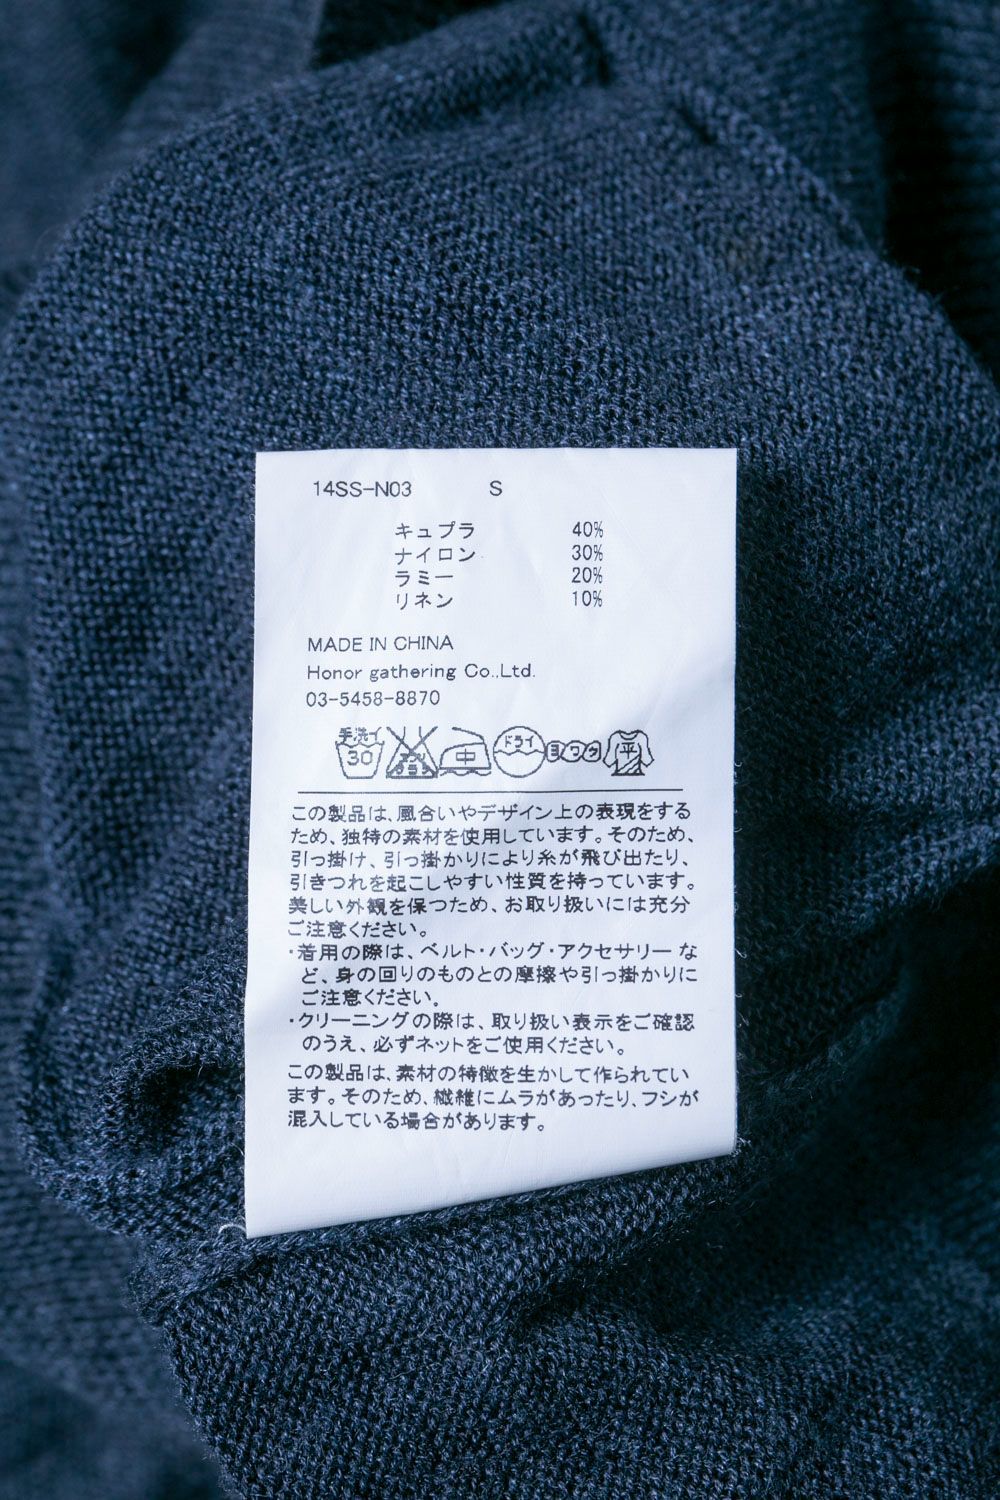 14SS-N03 S
キュプラ 40%
ナイロン 30%
ラミー 20%
リネン 10%
MADE IN CHINA
Honor gathering Co.,Ltd.
03-5458-8870
手洗イ 30 エンソサラシ 中 ドライ ヨワク 平
この製品は、風合いやデザイン上の表現をする
ため、独特の素材を使用しています。そのため、
引っ掛け、引っ掛かりにより糸が飛び出たり、
引きつれを起こしやすい性質を持っています。
美しい外観を保つため、お取り扱いには充分
ご注意ください。
・着用の際は、ベルト・バッグ・アクセサリー な
ど、身の回りのものとの摩擦や引っ掛かりに
ご注意ください。
・クリーニングの際は、取り扱い表示をご確認
のうえ、必ずネットをご使用ください。
この製品は、素材の特徴を生かして作られてい
ます。そのため、繊維にムラがあったり、フシが
混入している場合があります。